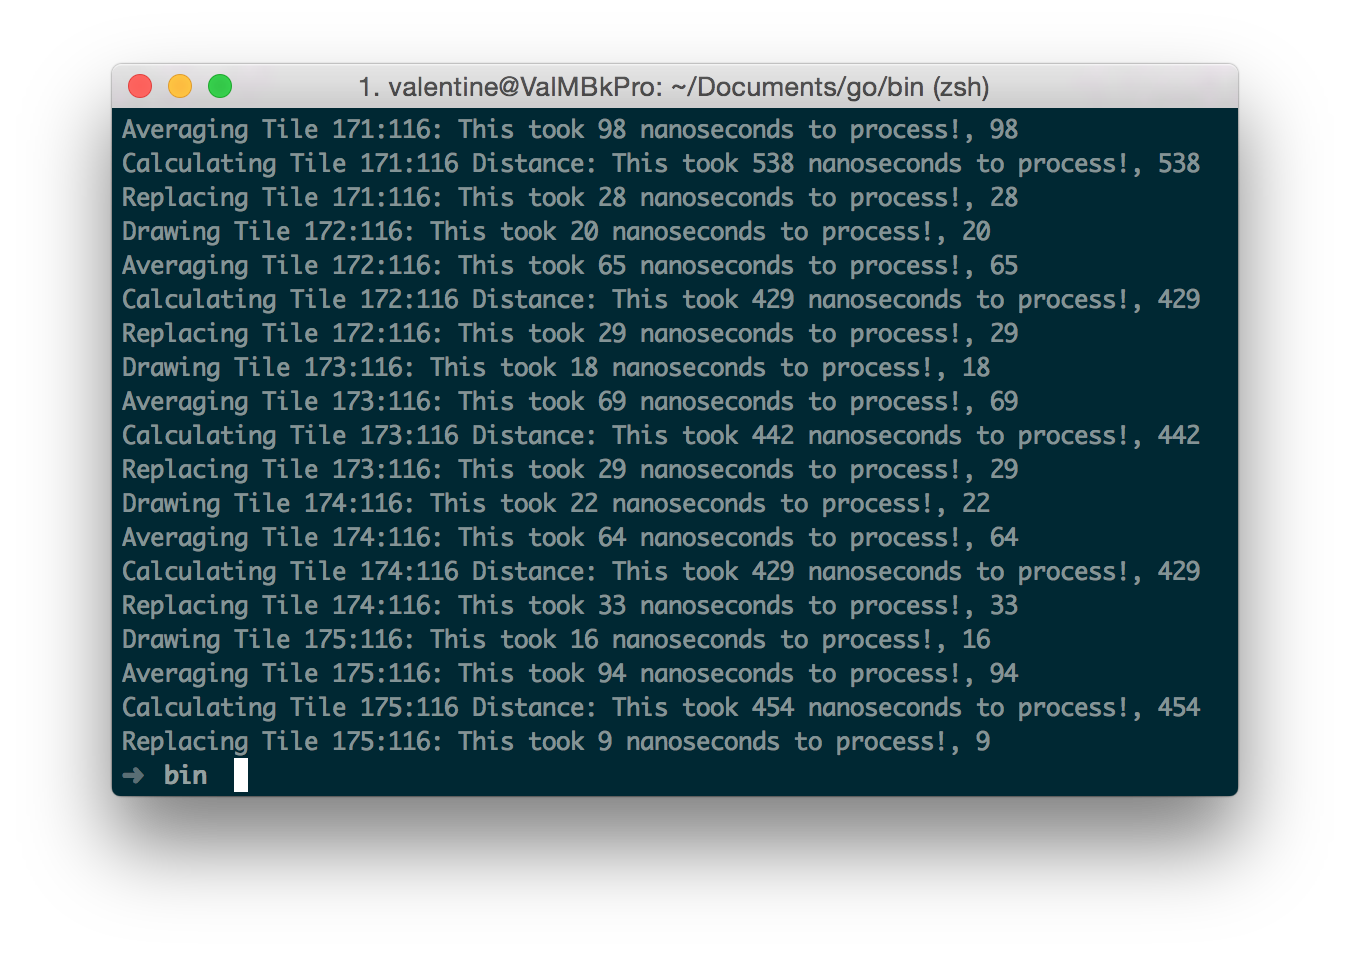 1. valentine@ValMBkPro: ~/Documents/go/bin (zsh)
Averaging Tile 171:116: This took 98 nanoseconds to process!, 98
Calculating Tile 171:116 Distance: This took 538 nanoseconds to process!, 538
Replacing Tile 171:116: This took 28 nanoseconds to process!, 28
Drawing Tile 172:116: This took 20 nanoseconds to process!, 20
Averaging Tile 172:116: This took 65 nanoseconds to process!, 65
Calculating Tile 172:116 Distance: This took 429 nanoseconds to process!, 429
Replacing Tile 172:116: This took 29 nanoseconds to process!, 29
Drawing Tile 173:116: This took 18 nanoseconds to process!, 18
Averaging Tile 173:116: This took 69 nanoseconds to process!, 69
Calculating Tile 173:116 Distance: This took 442 nanoseconds to process!, 442
Replacing Tile 173:116: This took 29 nanoseconds to process!, 29
Drawing Tile 174:116: This took 22 nanoseconds to process!, 22
Averaging Tile 174:116: This took 64 nanoseconds to process!, 64
Calculating Tile 174:116 Distance: This took 429 nanoseconds to process!, 429
Replacing Tile 174:116: This took 33 nanoseconds to process!, 33
Drawing Tile 175:116: This took 16 nanoseconds to process!, 16
Averaging Tile 175:116: This took 94 nanoseconds to process!, 94
Calculating Tile 175:116 Distance: This took 454 nanoseconds to process!, 454
Replacing Tile 175:116: This took 9 nanoseconds to process!, 9
➜ bin